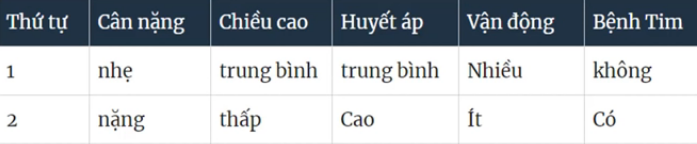 Thứ tự Cân nặng Chiều cao Huyết áp Vận động Bệnh Tim
1 nhẹ trung bình trung bình Nhiều không
2 nặng thấp Cao Ít Có